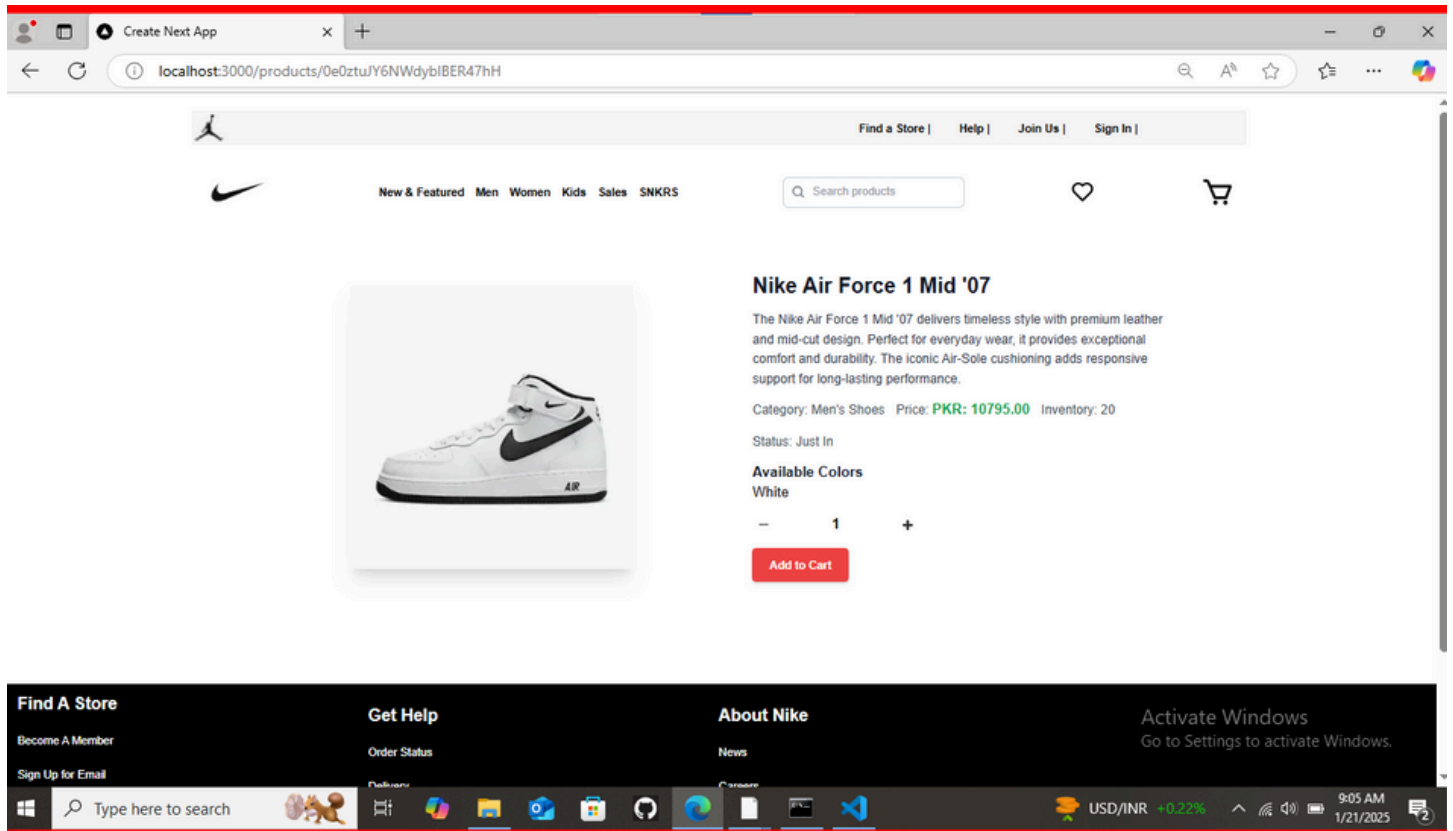 Create Next App
localhost:3000/products/0e0ztuJY6NWdyblBER47hH
Find a Store |    Help |    Join Us |    Sign In |
New & Featured  Men  Women  Kids  Sales  SNKRS
Search products
Nike Air Force 1 Mid '07
The Nike Air Force 1 Mid '07 delivers timeless style with premium leather
and mid-cut design. Perfect for everyday wear, it provides exceptional
comfort and durability. The iconic Air-Sole cushioning adds responsive
support for long-lasting performance.
Category: Men's Shoes  Price: PKR: 10795.00  Inventory: 20
Status: Just In
Available Colors
White
AIR
− 1 +
Add to Cart
Find A Store
Become A Member
Sign Up for Email
Get Help
Order Status
Delivery
About Nike
News
Careers
Activate Windows
Go to Settings to activate Windows.
Type here to search
USD/INR +0.22%
9:05 AM
1/21/2025
2